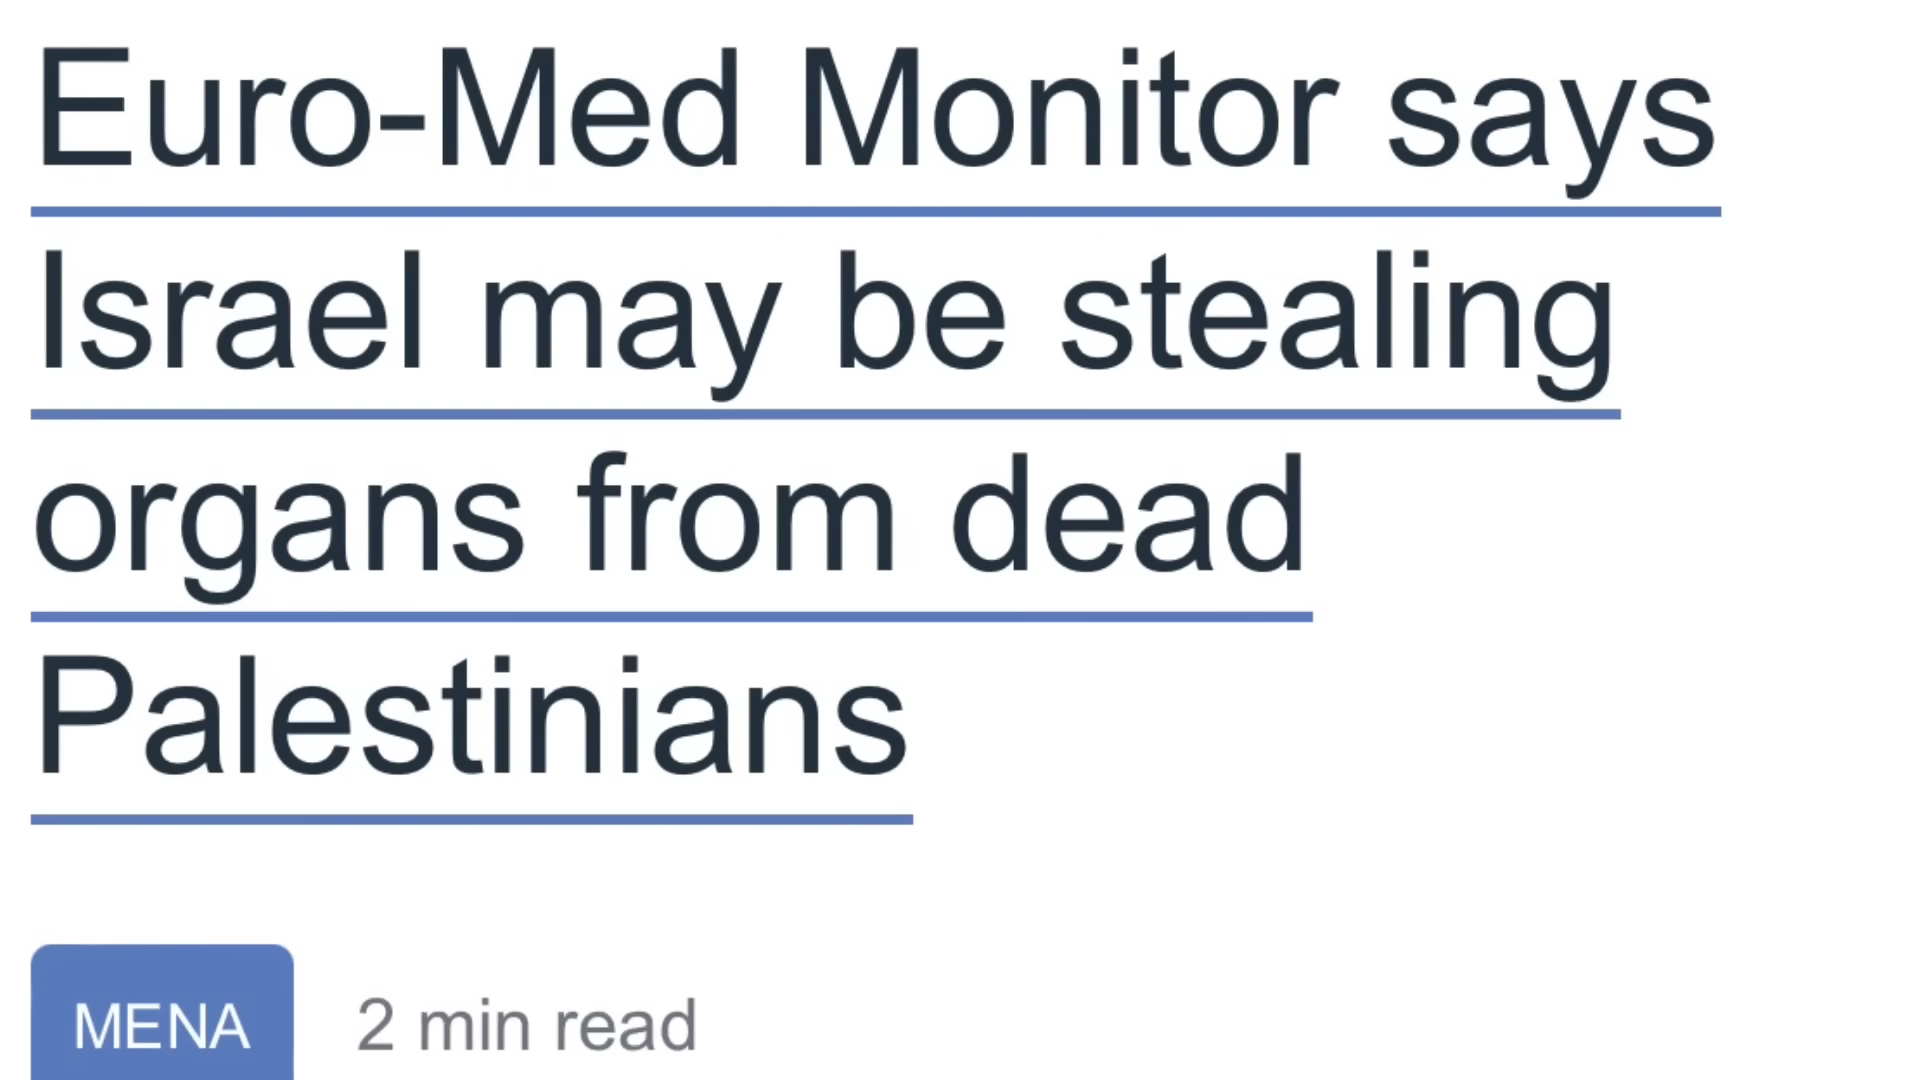 Euro-Med Monitor says
Israel may be stealing
organs from dead
Palestinians
MENA 2 min read